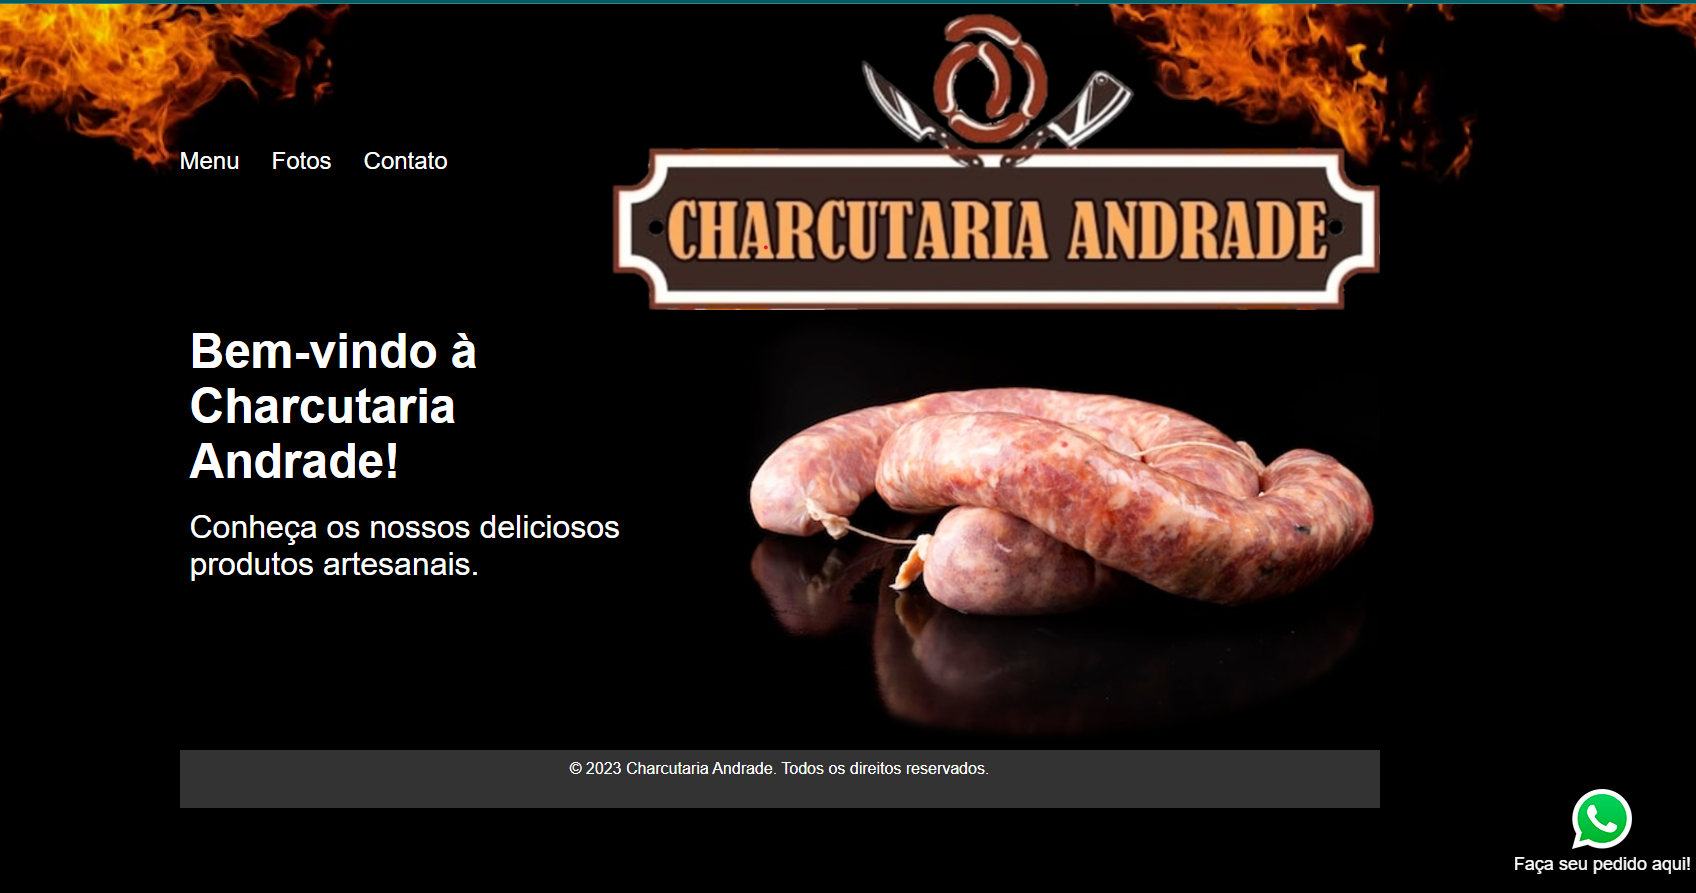 Menu Fotos Contato
CHARCUTARIA ANDRADE
Bem-vindo à
Charcutaria
Andrade!
Conheça os nossos deliciosos
produtos artesanais.
© 2023 Charcutaria Andrade. Todos os direitos reservados.
Faça seu pedido aqui!